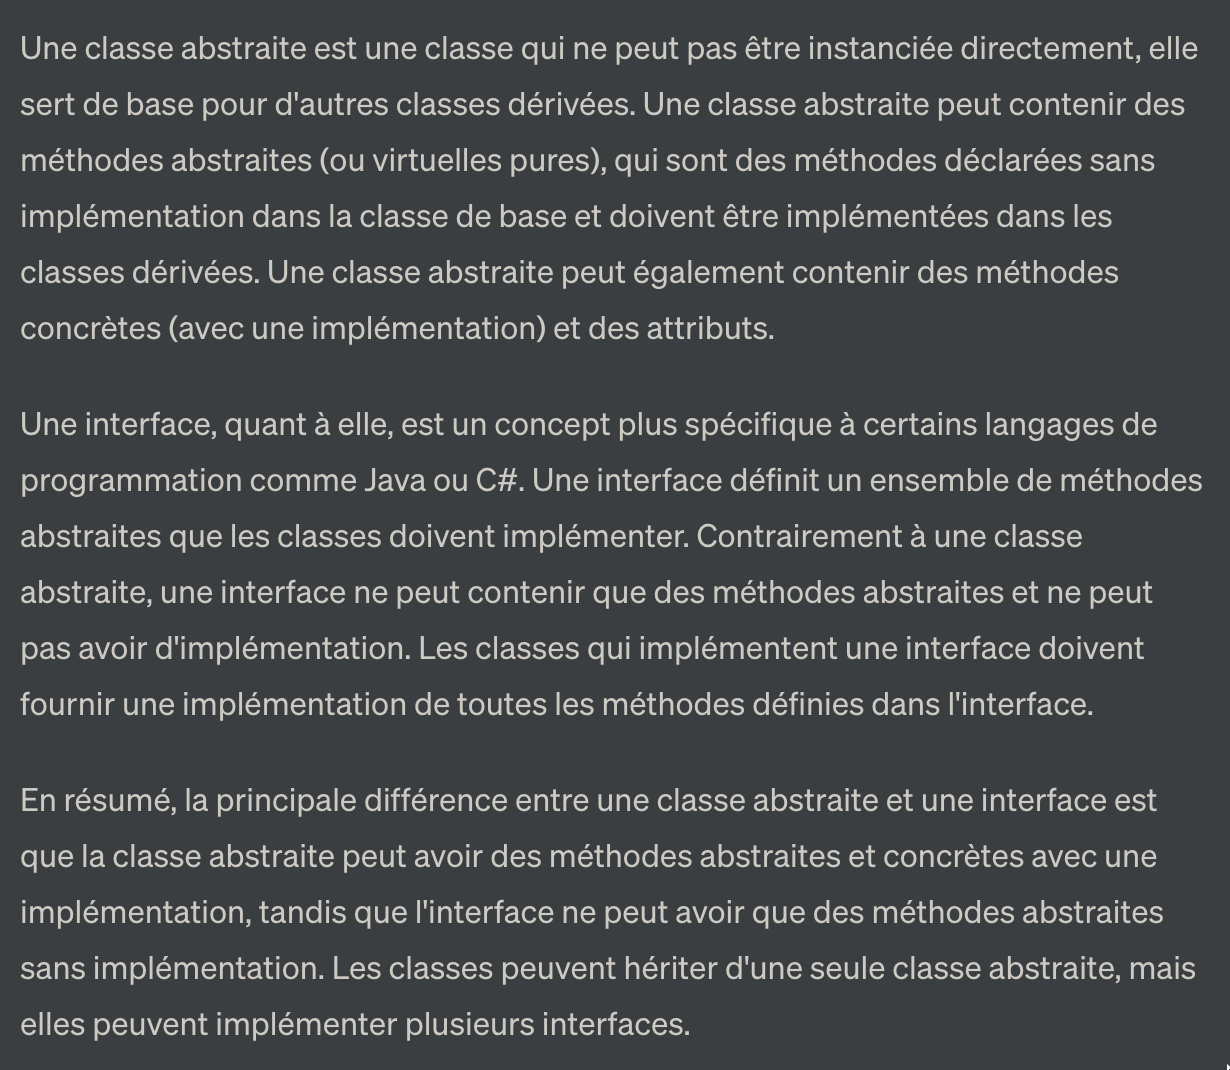 Une classe abstraite est une classe qui ne peut pas être instanciée directement, elle
sert de base pour d'autres classes dérivées. Une classe abstraite peut contenir des
méthodes abstraites (ou virtuelles pures), qui sont des méthodes déclarées sans
implémentation dans la classe de base et doivent être implémentées dans les
classes dérivées. Une classe abstraite peut également contenir des méthodes
concrètes (avec une implémentation) et des attributs.
Une interface, quant à elle, est un concept plus spécifique à certains langages de
programmation comme Java ou C#. Une interface définit un ensemble de méthodes
abstraites que les classes doivent implémenter. Contrairement à une classe
abstraite, une interface ne peut contenir que des méthodes abstraites et ne peut
pas avoir d'implémentation. Les classes qui implémentent une interface doivent
fournir une implémentation de toutes les méthodes définies dans l'interface.
En résumé, la principale différence entre une classe abstraite et une interface est
que la classe abstraite peut avoir des méthodes abstraites et concrètes avec une
implémentation, tandis que l'interface ne peut avoir que des méthodes abstraites
sans implémentation. Les classes peuvent hériter d'une seule classe abstraite, mais
elles peuvent implémenter plusieurs interfaces.